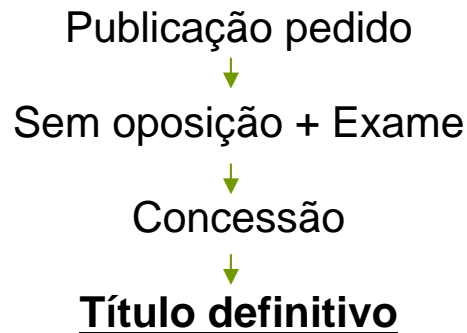 Publicação pedido
Sem oposição + Exame
Concessão
Título definitivo